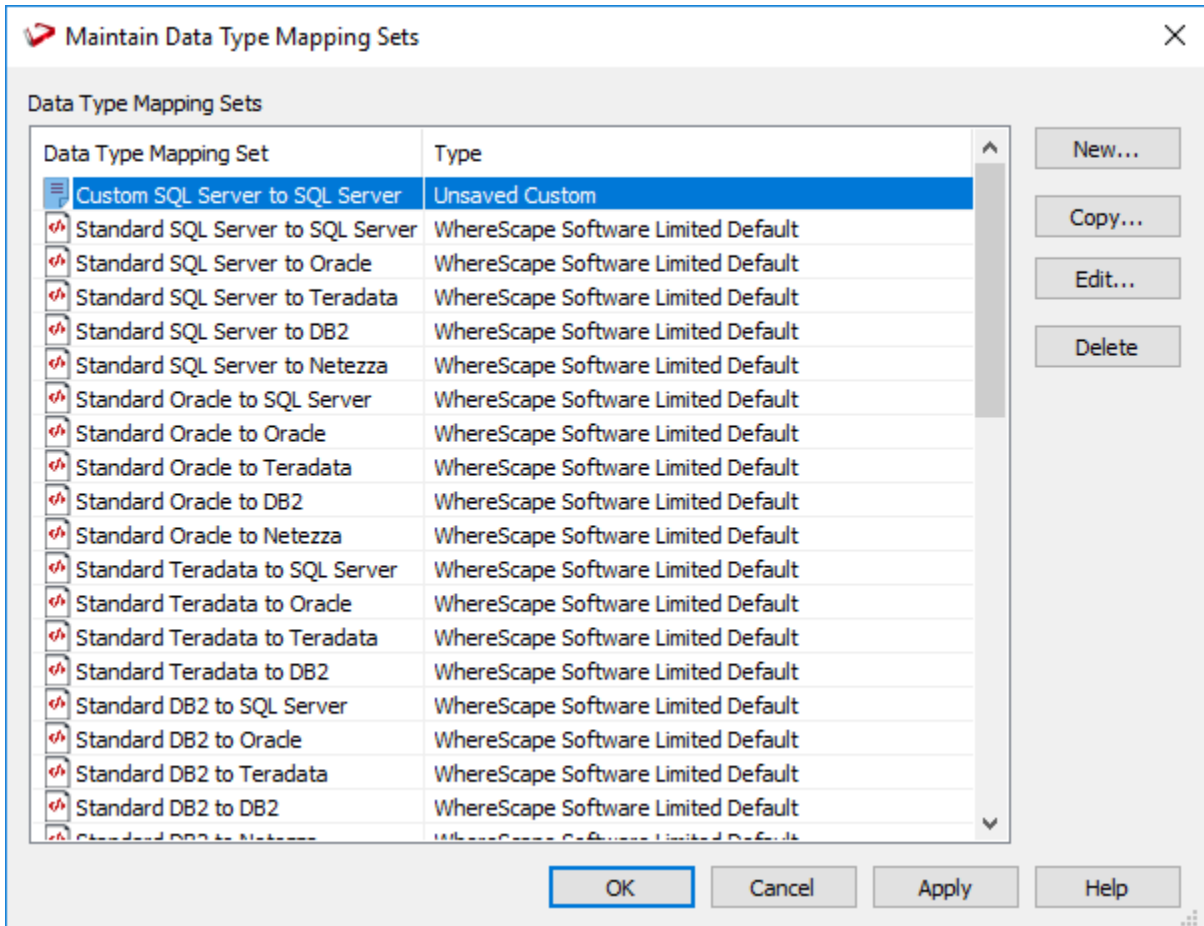 Maintain Data Type Mapping Sets
Data Type Mapping Sets
Data Type Mapping Set Type
Custom SQL Server to SQL Server Unsaved Custom
Standard SQL Server to SQL Server WhereScape Software Limited Default
Standard SQL Server to Oracle WhereScape Software Limited Default
Standard SQL Server to Teradata WhereScape Software Limited Default
Standard SQL Server to DB2 WhereScape Software Limited Default
Standard SQL Server to Netezza WhereScape Software Limited Default
Standard Oracle to SQL Server WhereScape Software Limited Default
Standard Oracle to Oracle WhereScape Software Limited Default
Standard Oracle to Teradata WhereScape Software Limited Default
Standard Oracle to DB2 WhereScape Software Limited Default
Standard Oracle to Netezza WhereScape Software Limited Default
Standard Teradata to SQL Server WhereScape Software Limited Default
Standard Teradata to Oracle WhereScape Software Limited Default
Standard Teradata to Teradata WhereScape Software Limited Default
Standard Teradata to DB2 WhereScape Software Limited Default
Standard DB2 to SQL Server WhereScape Software Limited Default
Standard DB2 to Oracle WhereScape Software Limited Default
Standard DB2 to Teradata WhereScape Software Limited Default
Standard DB2 to DB2 WhereScape Software Limited Default
Standard DB2 to Netezza WhereScape Software Limited Default
New...
Copy...
Edit...
Delete
OK Cancel Apply Help